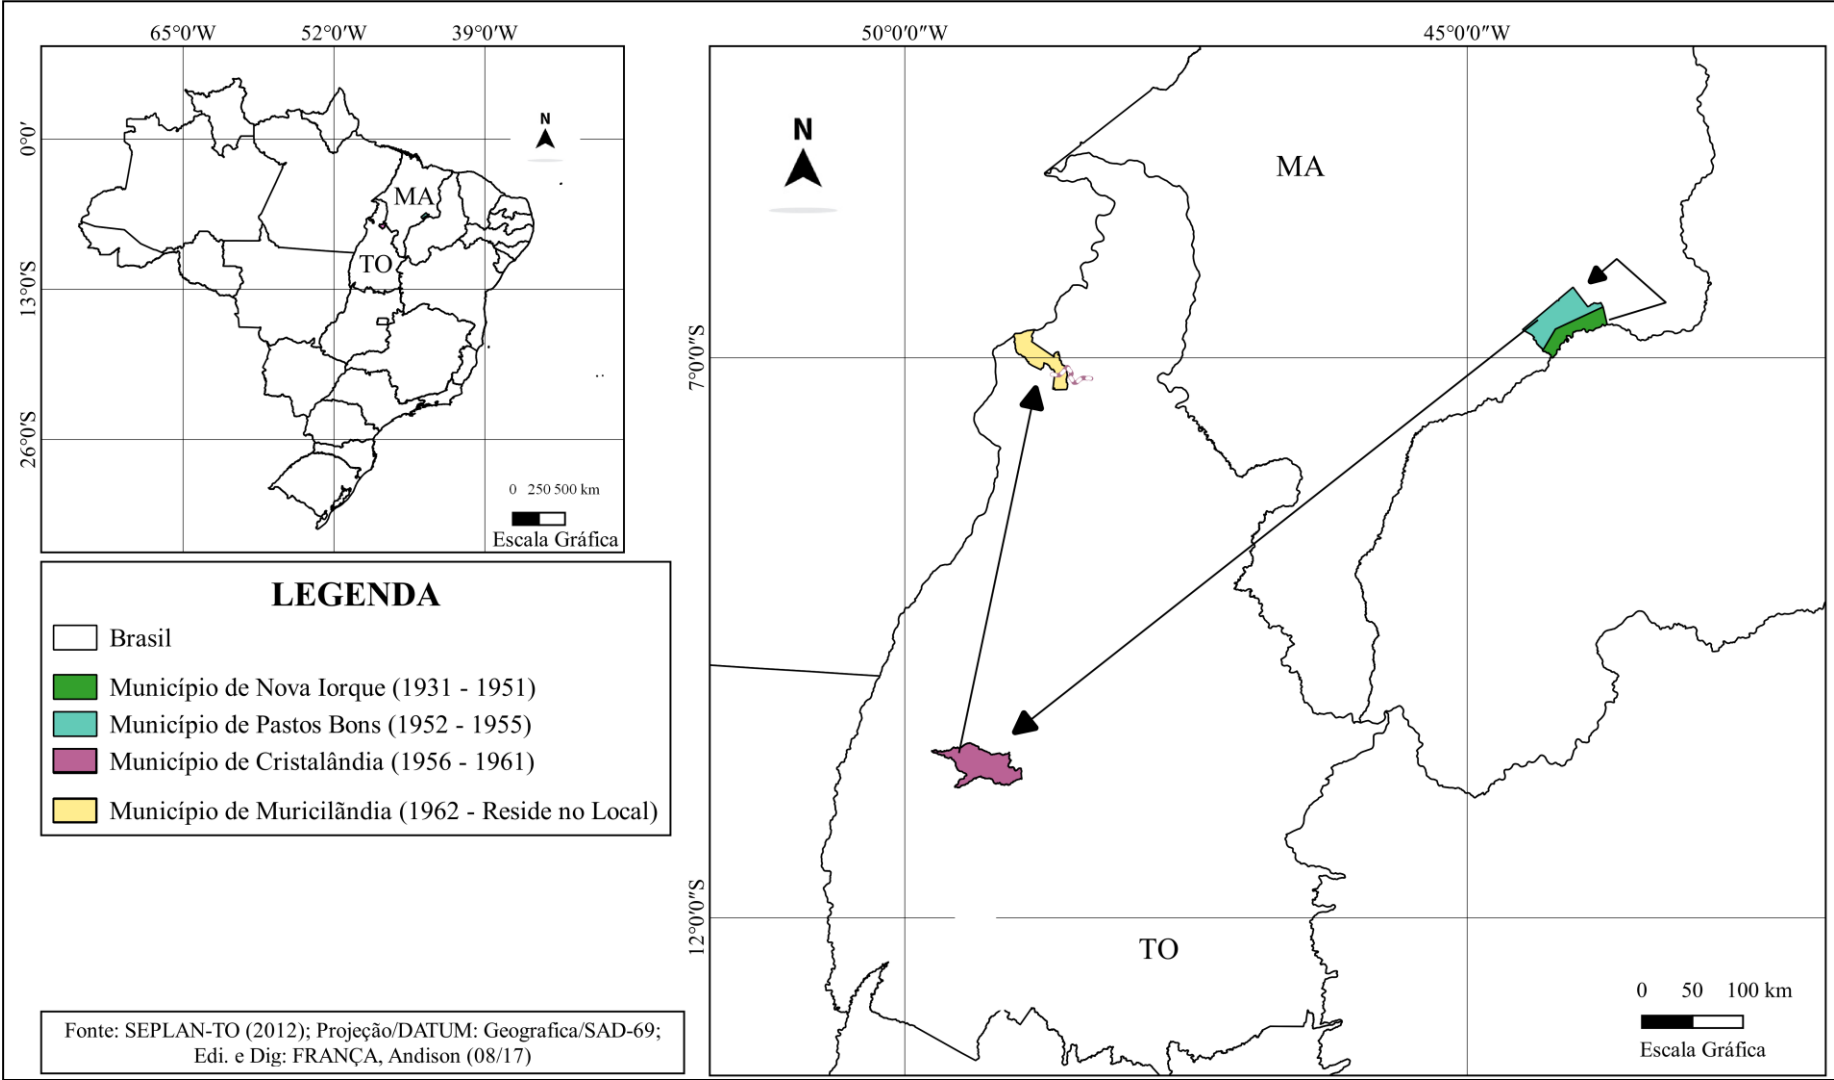 65°0'W 52°0'W 39°0'W
0°0'
13°0'S
26°0'S
N
MA
TO
0 250 500 km
Escala Gráfica
LEGENDA
Brasil
Município de Nova Iorque (1931 - 1951)
Município de Pastos Bons (1952 - 1955)
Município de Cristalândia (1956 - 1961)
Município de Muricilãndia (1962 - Reside no Local)
Fonte: SEPLAN-TO (2012); Projeção/DATUM: Geografica/SAD-69;
Edi. e Dig: FRANÇA, Andison (08/17)
50°0'0"W 45°0'0"W
7°0'0"S
12°0'0"S
N
MA
TO
0 50 100 km
Escala Gráfica